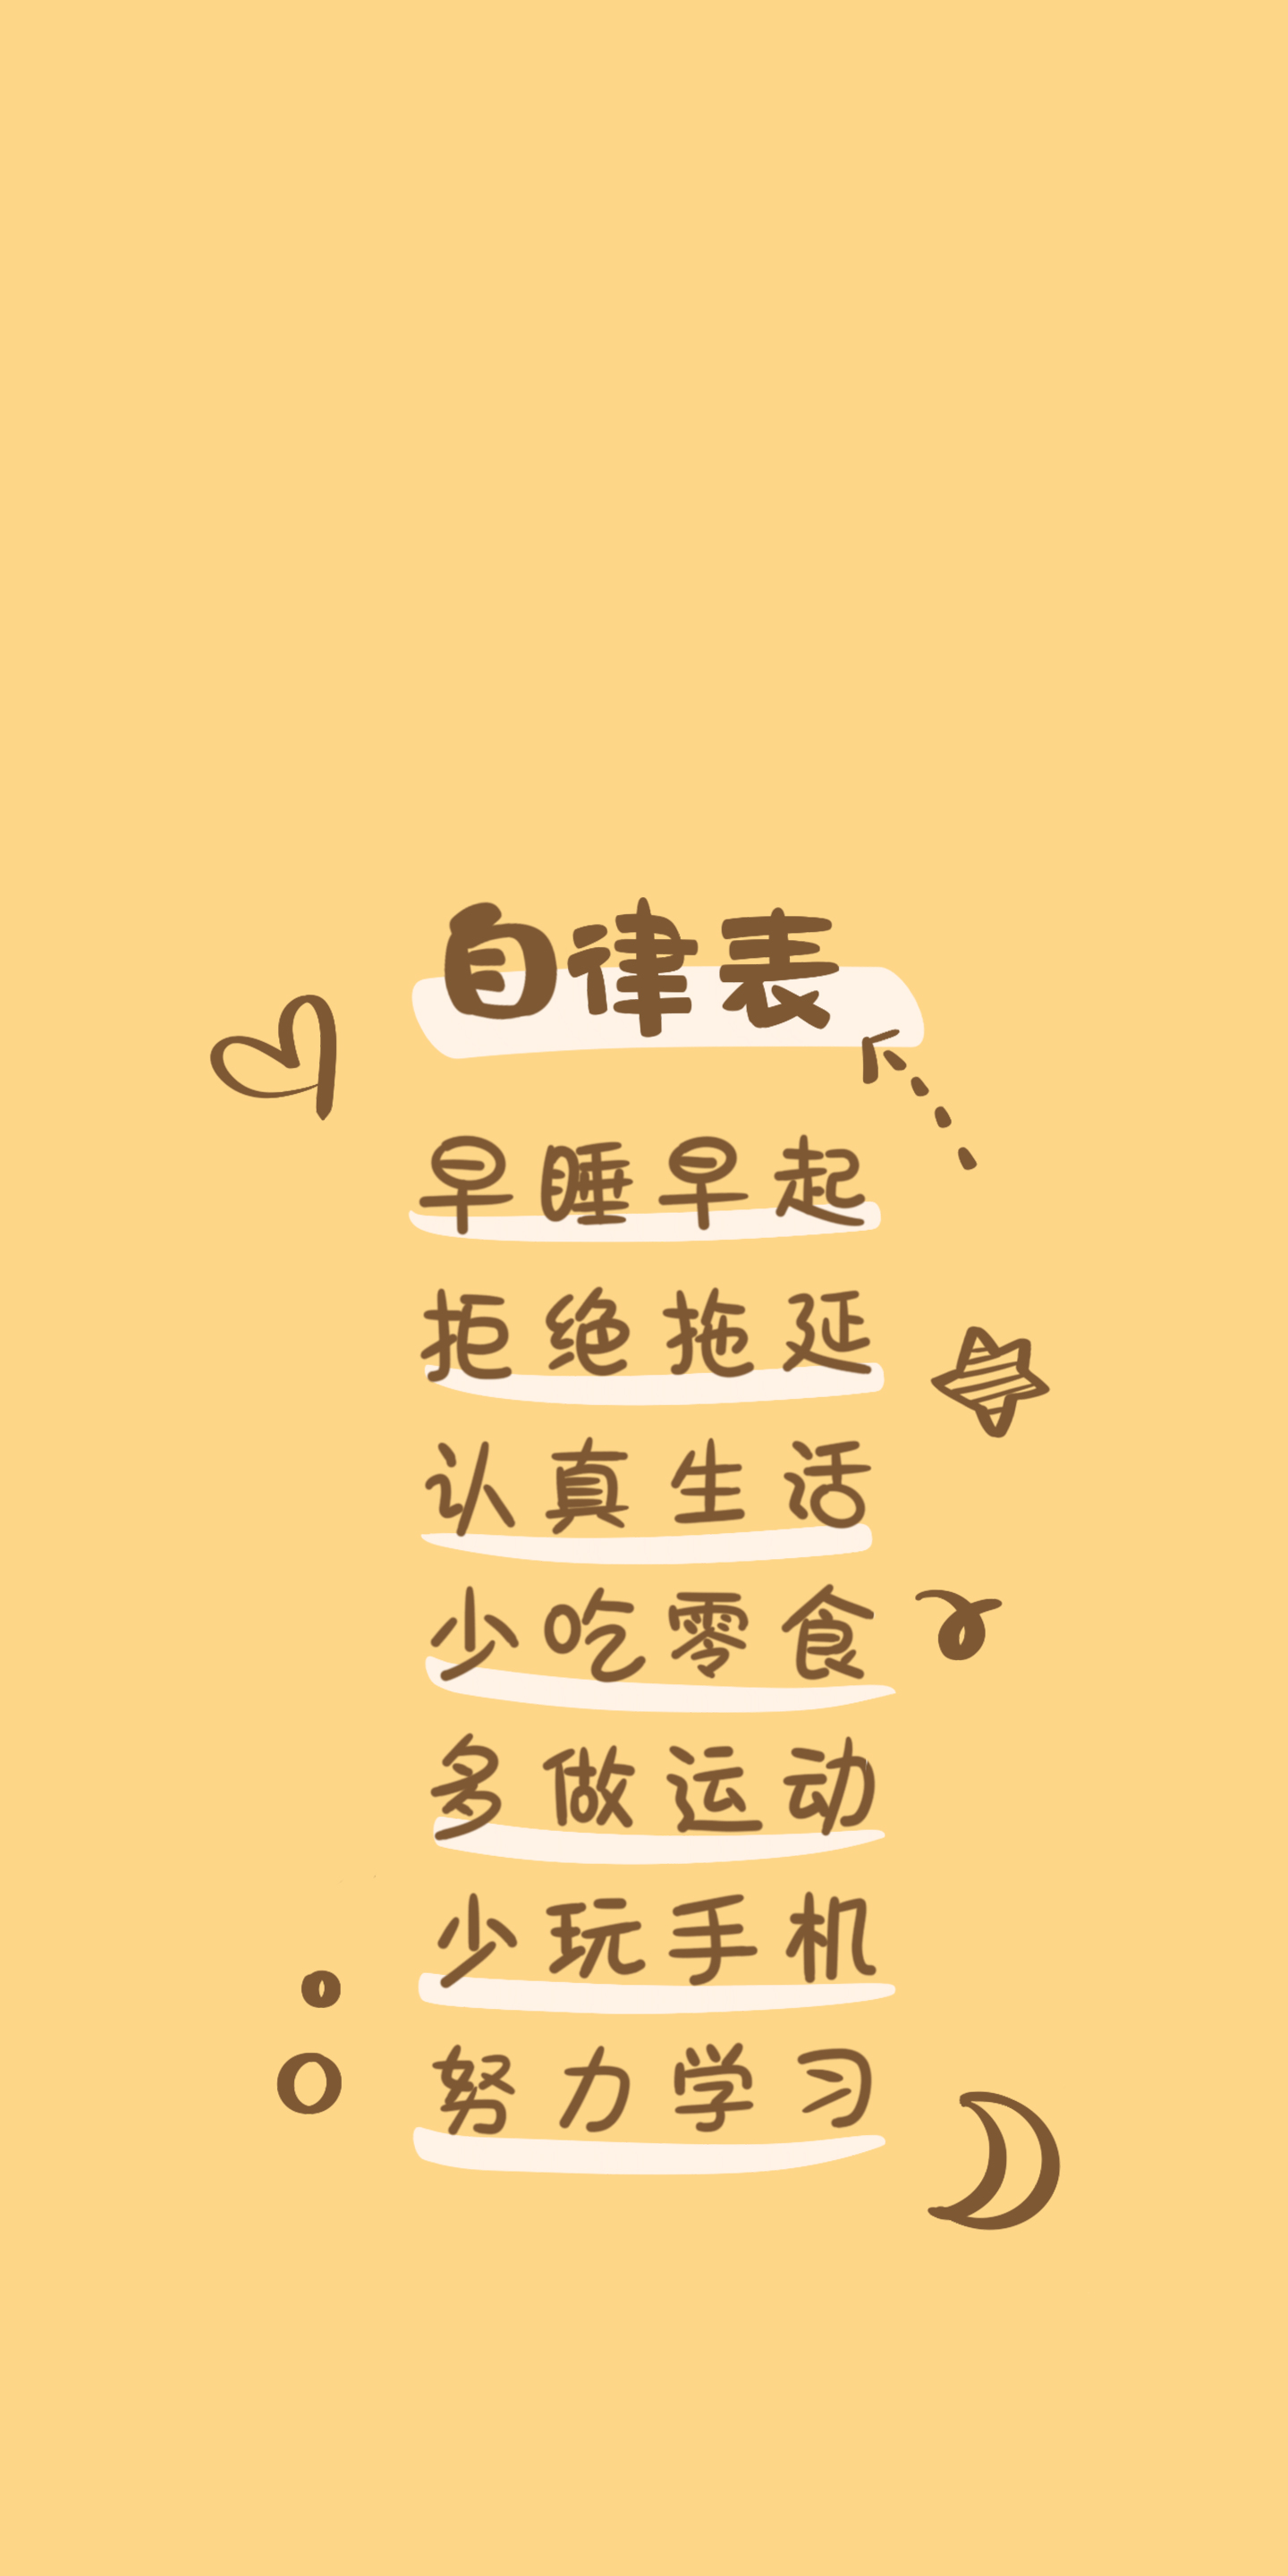 自律表
早睡早起
拒绝拖延
认真生活
少吃零食
多做运动
少玩手机
努力学习